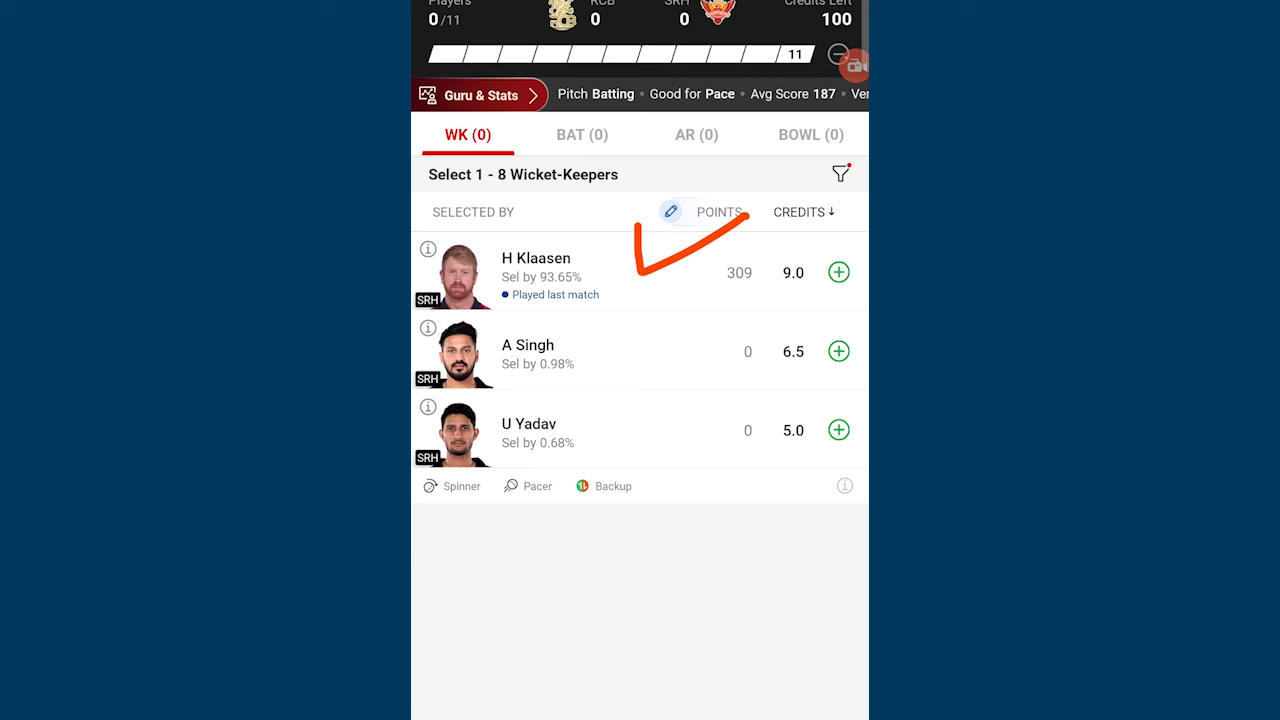 Players RCB SRH Credits Left
0/11 0 0 100
11
Guru & Stats Pitch Batting • Good for Pace • Avg Score 187 •
WK (0) BAT (0) AR (0) BOWL (0)
Select 1 - 8 Wicket-Keepers
SELECTED BY POINTS CREDITS ↓
H Klaasen
Sel by 93.65% 309 9.0
Played last match
SRH
A Singh
Sel by 0.98% 0 6.5
SRH
U Yadav
Sel by 0.68% 0 5.0
SRH
Spinner Pacer Backup